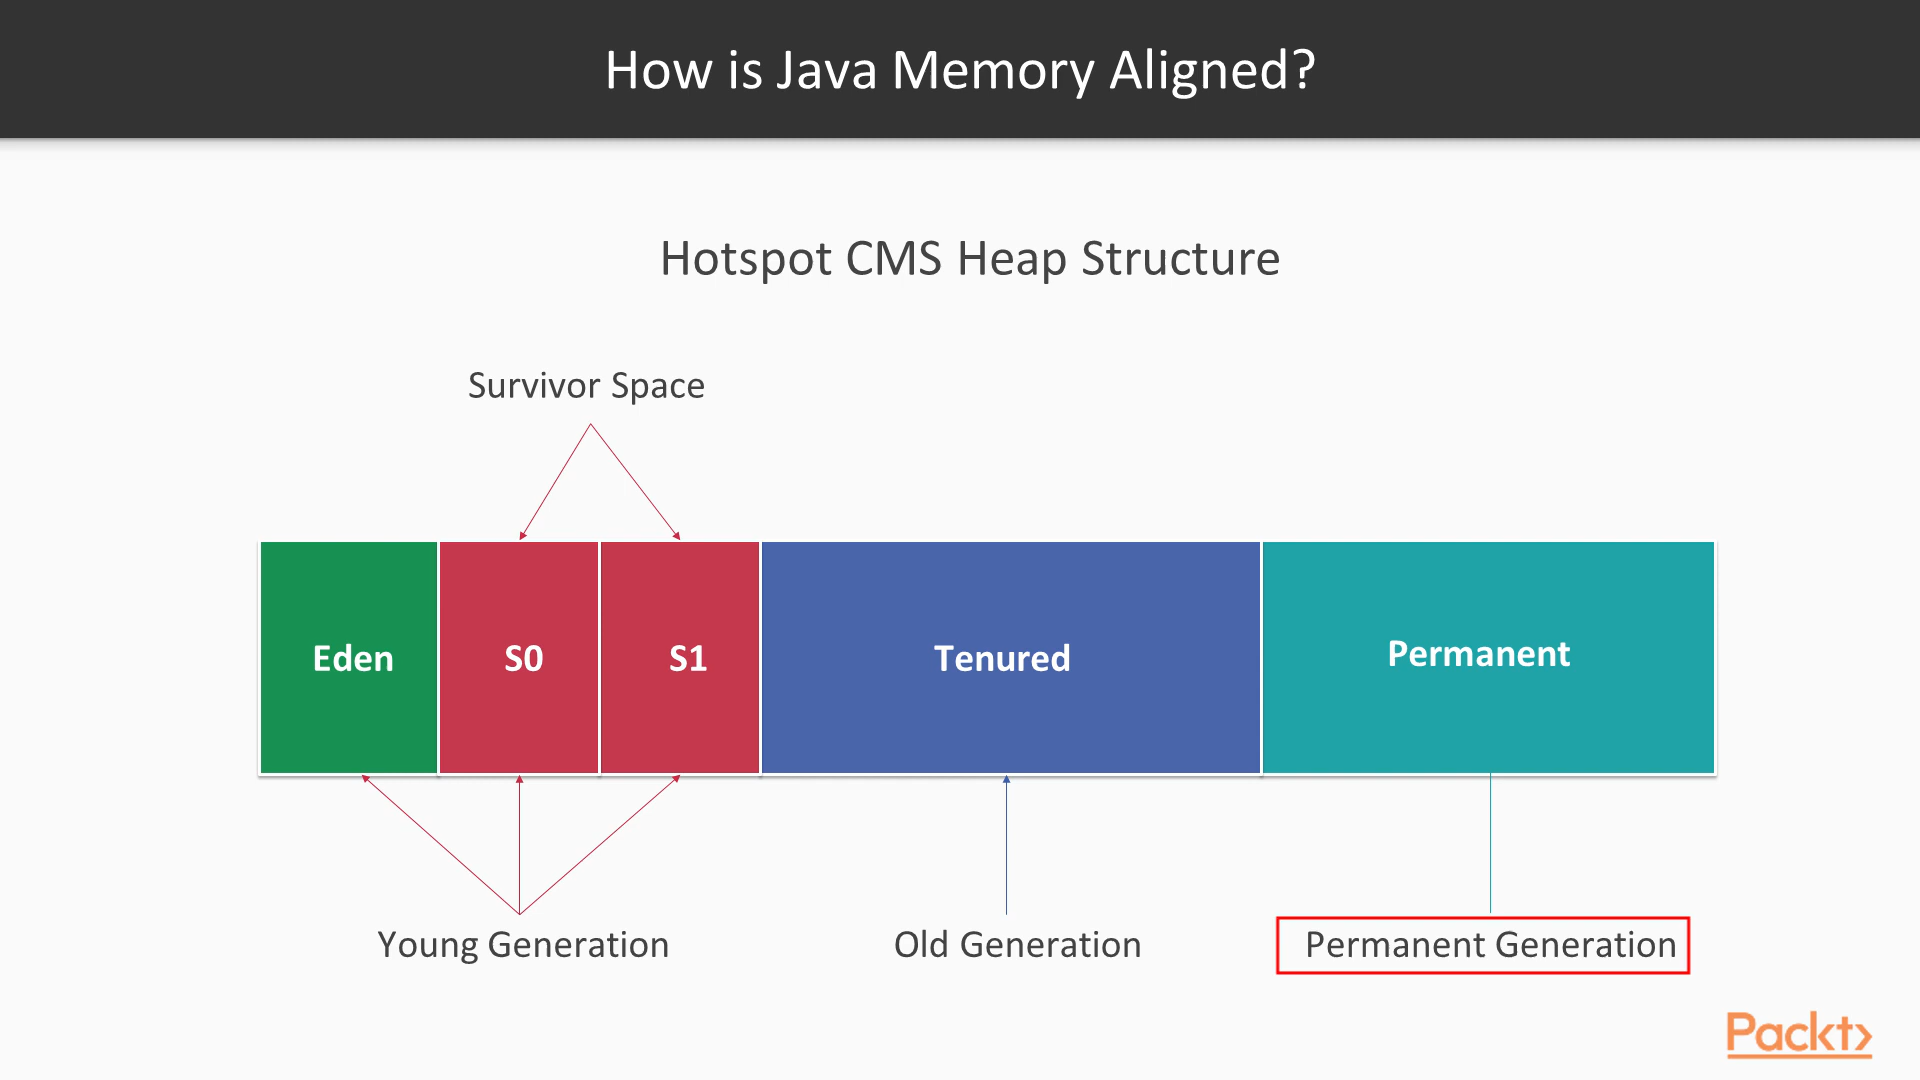 How is Java Memory Aligned?
Hotspot CMS Heap Structure
Survivor Space
Eden
S0
S1
Tenured
Permanent
Young Generation
Old Generation
Permanent Generation
Packt>